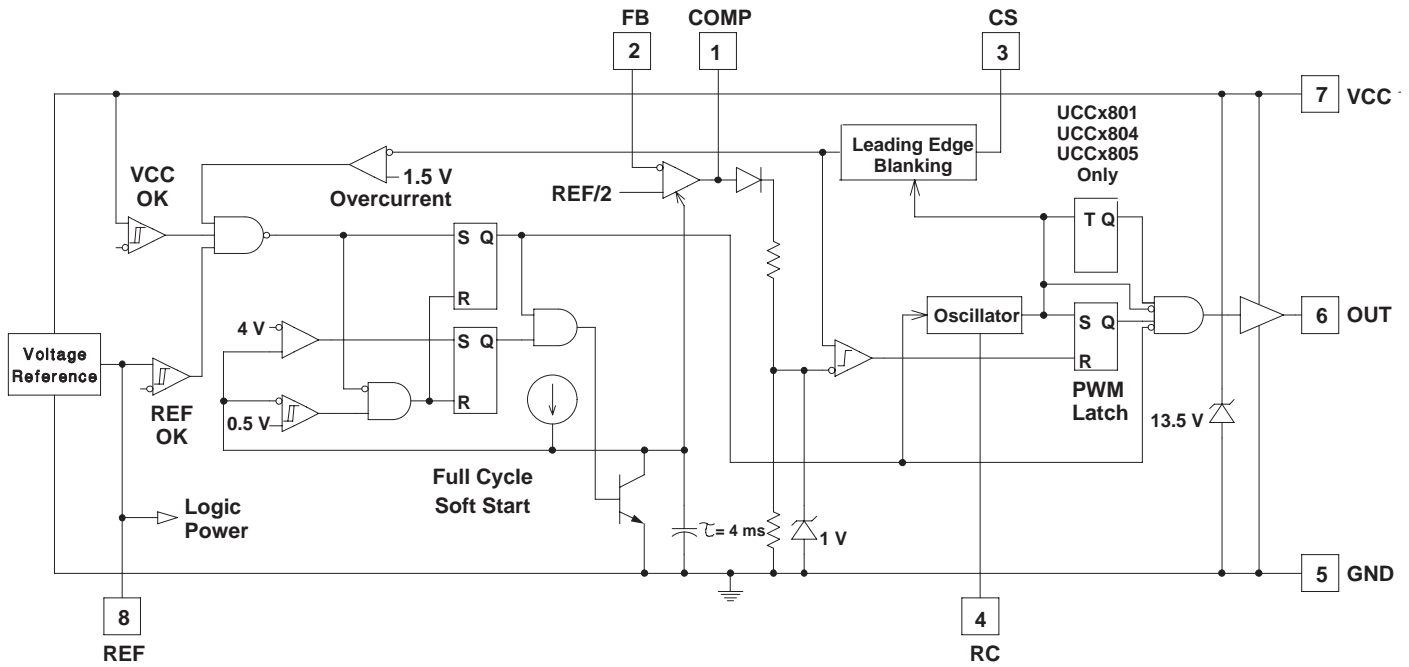 FB COMP CS
2 1 3
7 VCC
UCCx801
UCCx804
UCCx805
Only
Leading Edge
Blanking
1.5 V
Overcurrent
VCC
OK
REF/2
T Q
S Q
R
4 V
S Q
R
Oscillator
S Q
R
6 OUT
Voltage
Reference
REF
OK
0.5 V
PWM
Latch
13.5 V
Full Cycle
Soft Start
Logic
Power
τ= 4 ms
1 V
5 GND
8
REF
4
RC